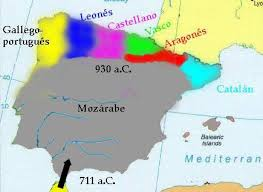 Leonés
Gallego-
portugués
Castellano
Vasco
Aragonés
Catalán
930 a.C.
Mozárabe
Balearic
Islands
Mediterran
711 a.C.